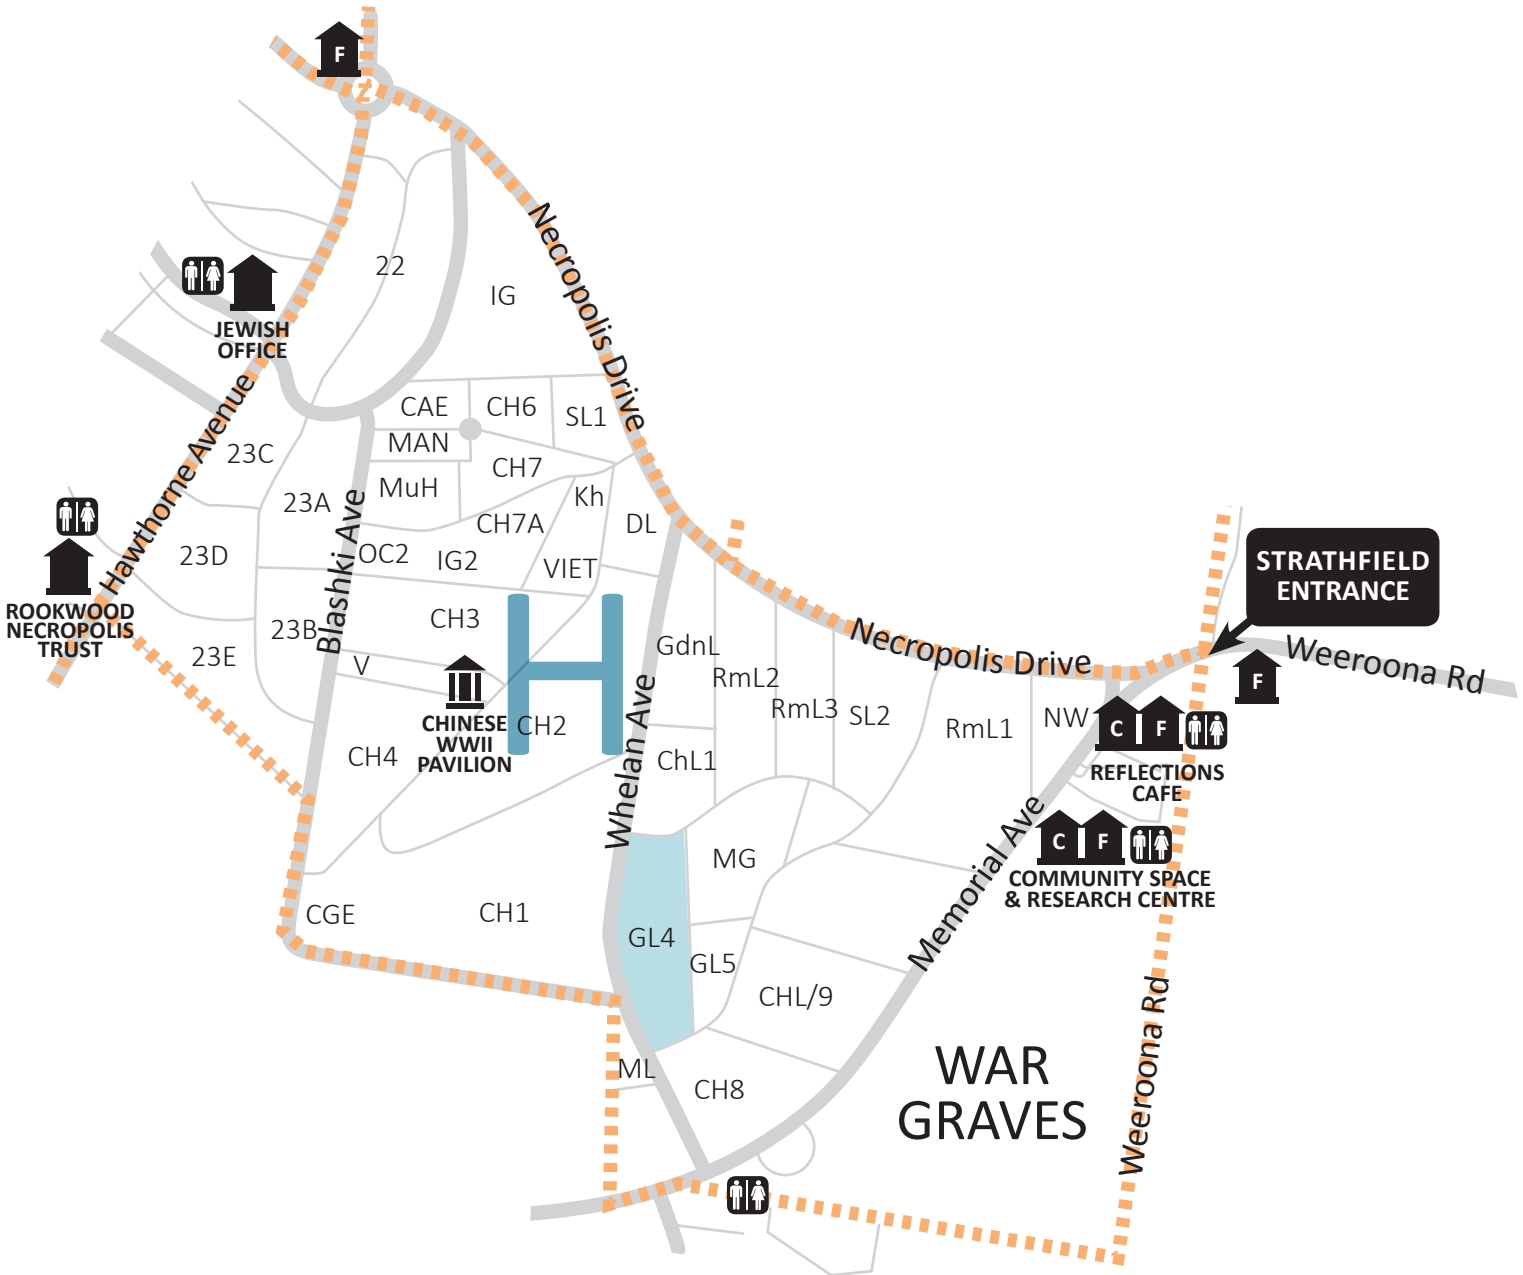 F
22
IG
Necropolis Drive
JEWISH
OFFICE
Hawthorne Avenue
CAE
CH6
SL1
MAN
23C
CH7
MuH
23A
Kh
CH7A
DL
Blashki Ave
OC2
IG2
VIET
23D
ROOKWOOD
NECROPOLIS
TRUST
STRATHFIELD
ENTRANCE
CH3
23B
23E
V
H
GdnL
RmL2
RmL3
SL2
RmL1
NW
Necropolis Drive
Weeroona Rd
F
C
F
REFLECTIONS
CAFE
CHINESE
WWII
PAVILION
CH2
CH4
ChL1
Whelan Ave
Memorial Ave
C
F
COMMUNITY SPACE
& RESEARCH CENTRE
MG
CGE
CH1
GL4
GL5
CHL/9
Weeroona Rd
WAR
GRAVES
ML
CH8